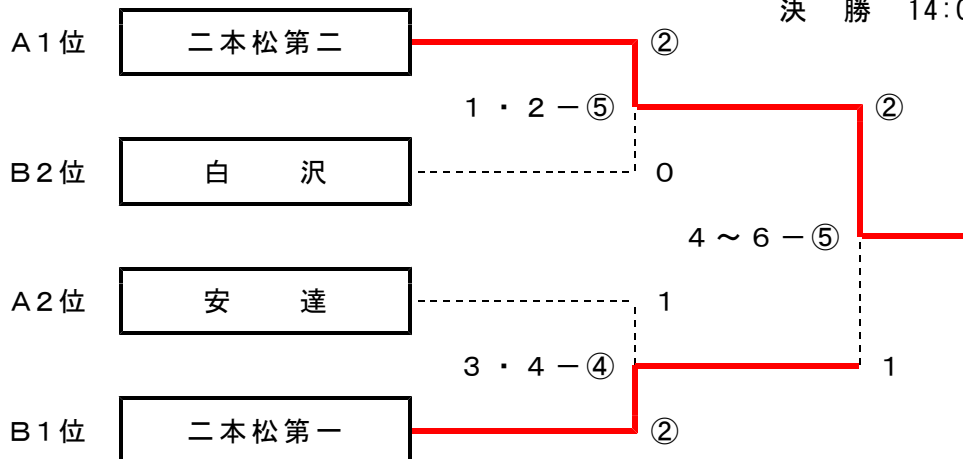 決　勝　14:0
A1位　二本松第二　②
1・2－⑤　②
B2位　白　沢　0
4～6－⑤
A2位　安　達　1
3・4－④　1
B1位　二本松第一　②